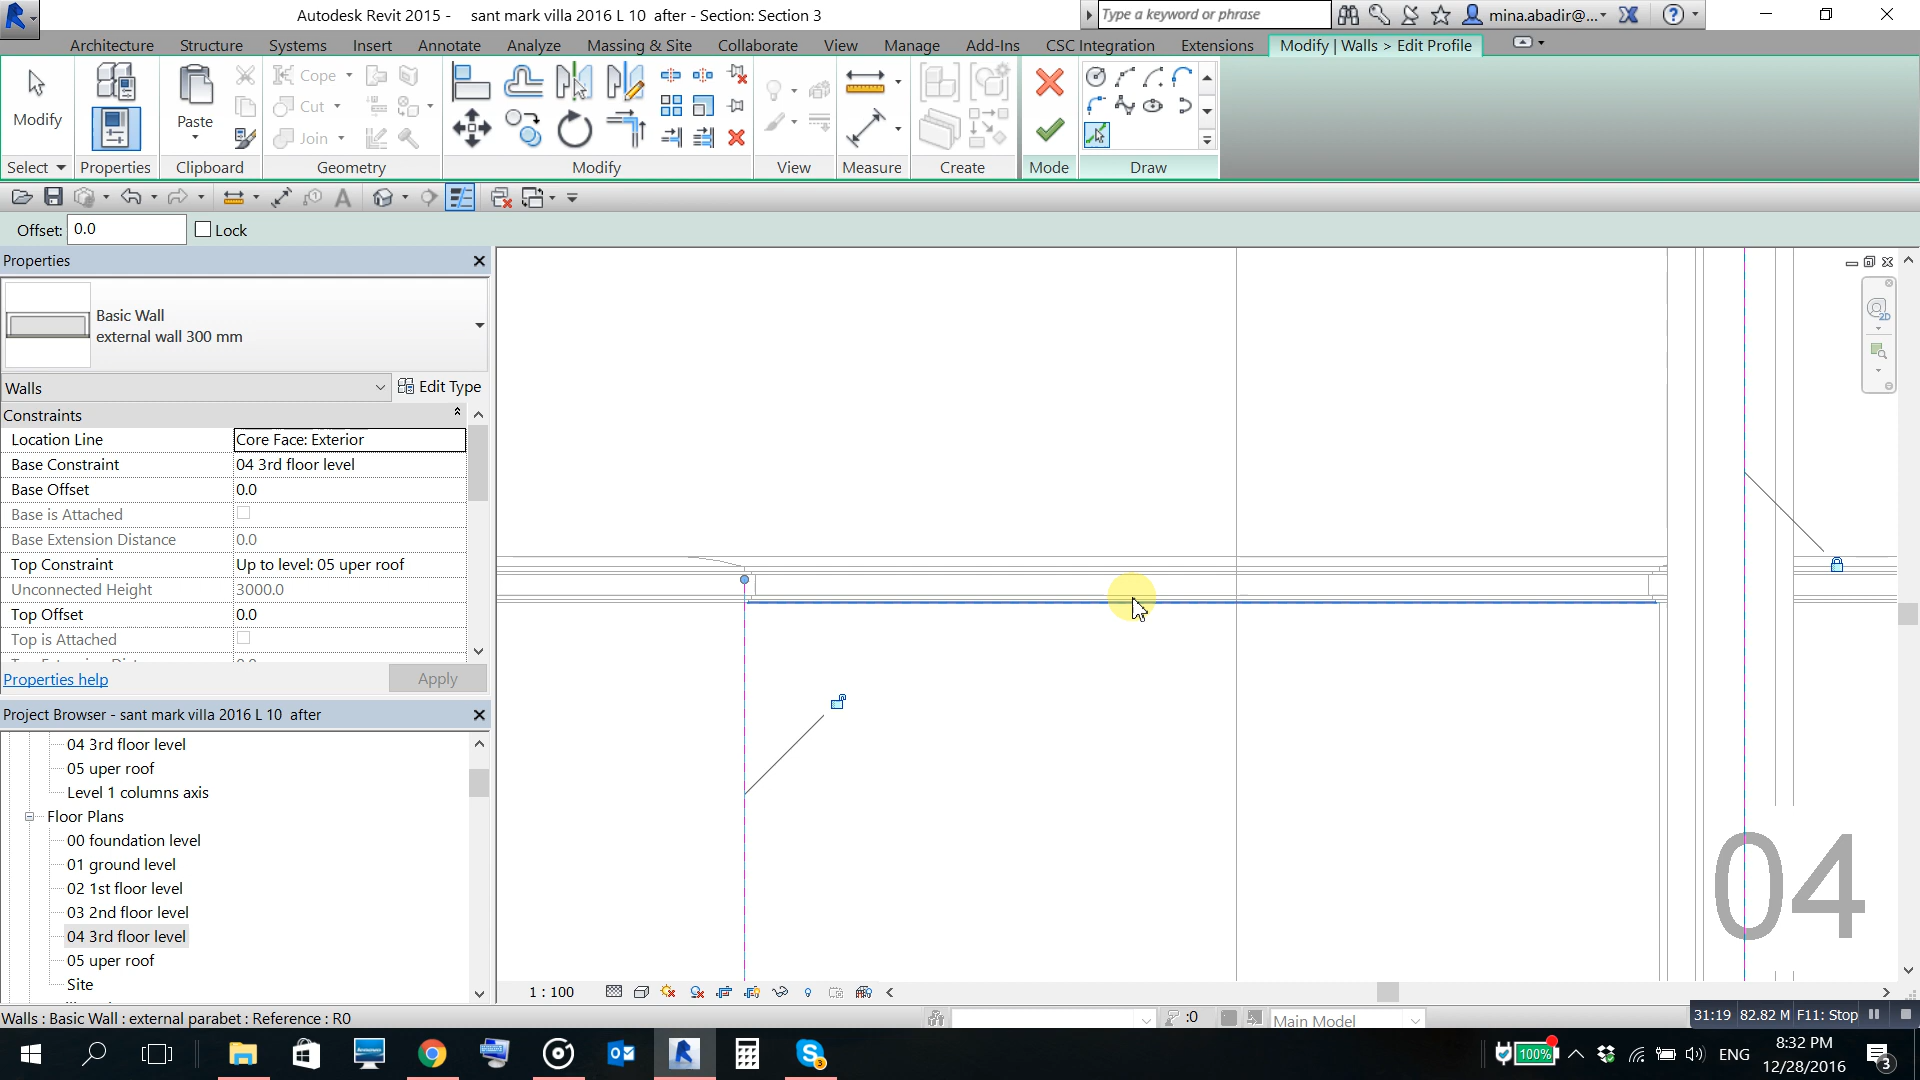 Autodesk Revit 2015 - sant mark villa 2016 L 10 after - Section: Section 3
Type a keyword or phrase
mina.abadir@...
Architecture Structure Systems Insert Annotate Analyze Massing & Site Collaborate View Manage Add-Ins CSC Integration Extensions Modify | Walls > Edit Profile
Modify
Paste
Cope
Cut
Join
Select Properties Clipboard Geometry Modify View Measure Create Mode Draw
Offset: 0.0 Lock
Properties
Basic Wall
external wall 300 mm
Walls Edit Type
Constraints
Location Line Core Face: Exterior
Base Constraint 04 3rd floor level
Base Offset 0.0
Base is Attached
Base Extension Distance 0.0
Top Constraint Up to level: 05 uper roof
Unconnected Height 3000.0
Top Offset 0.0
Top is Attached
Properties help Apply
Project Browser - sant mark villa 2016 L 10 after
04 3rd floor level
05 uper roof
Level 1 columns axis
Floor Plans
00 foundation level
01 ground level
02 1st floor level
03 2nd floor level
04 3rd floor level
05 uper roof
Site
04
1 : 100
Walls : Basic Wall : external parabet : Reference : R0
:0
Main Model
31:19 82.82 M F11: Stop
100%
ENG
8:32 PM
12/28/2016
3